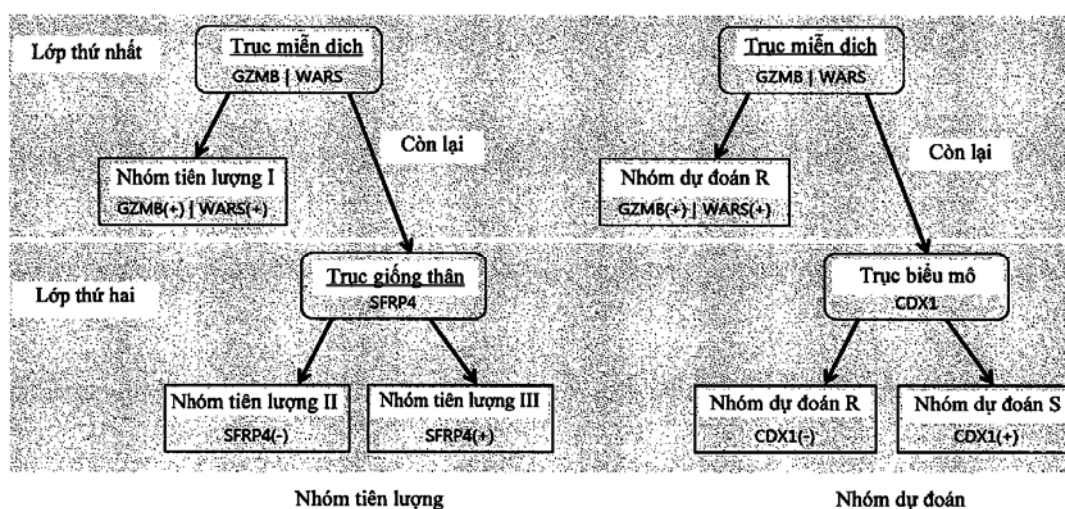 Lớp thứ nhất
Trục miễn dịch
GZMB | WARS
Còn lại
Nhóm tiên lượng I
GZMB(+) | WARS(+)
Trục miễn dịch
GZMB | WARS
Còn lại
Nhóm dự đoán R
GZMB(+) | WARS(+)
Lớp thứ hai
Trục giống thân
SFRP4
Nhóm tiên lượng II
SFRP4(-)
Nhóm tiên lượng III
SFRP4(+)
Trục biểu mô
CDX1
Nhóm dự đoán R
CDX1(-)
Nhóm dự đoán S
CDX1(+)
Nhóm tiên lượng
Nhóm dự đoán